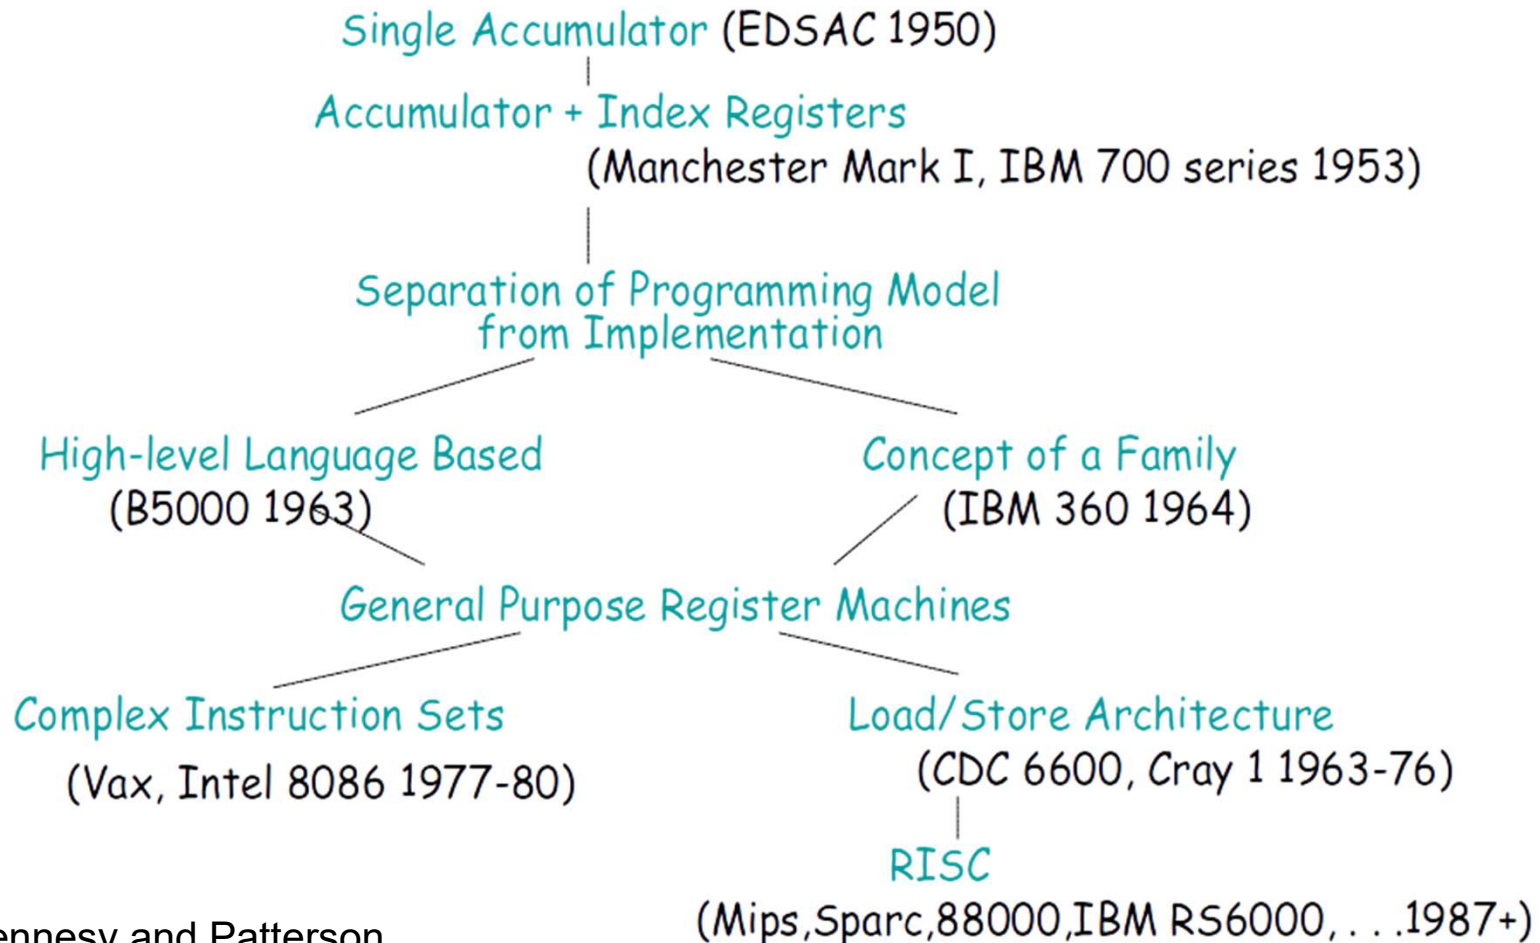 Single Accumulator (EDSAC 1950)
Accumulator + Index Registers
(Manchester Mark I, IBM 700 series 1953)
Separation of Programming Model
from Implementation
High-level Language Based
(B5000 1963)
Concept of a Family
(IBM 360 1964)
General Purpose Register Machines
Complex Instruction Sets
(Vax, Intel 8086 1977-80)
Load/Store Architecture
(CDC 6600, Cray 1 1963-76)
RISC
(Mips,Sparc,88000,IBM RS6000, . . .1987+)
ennesy and Patterson